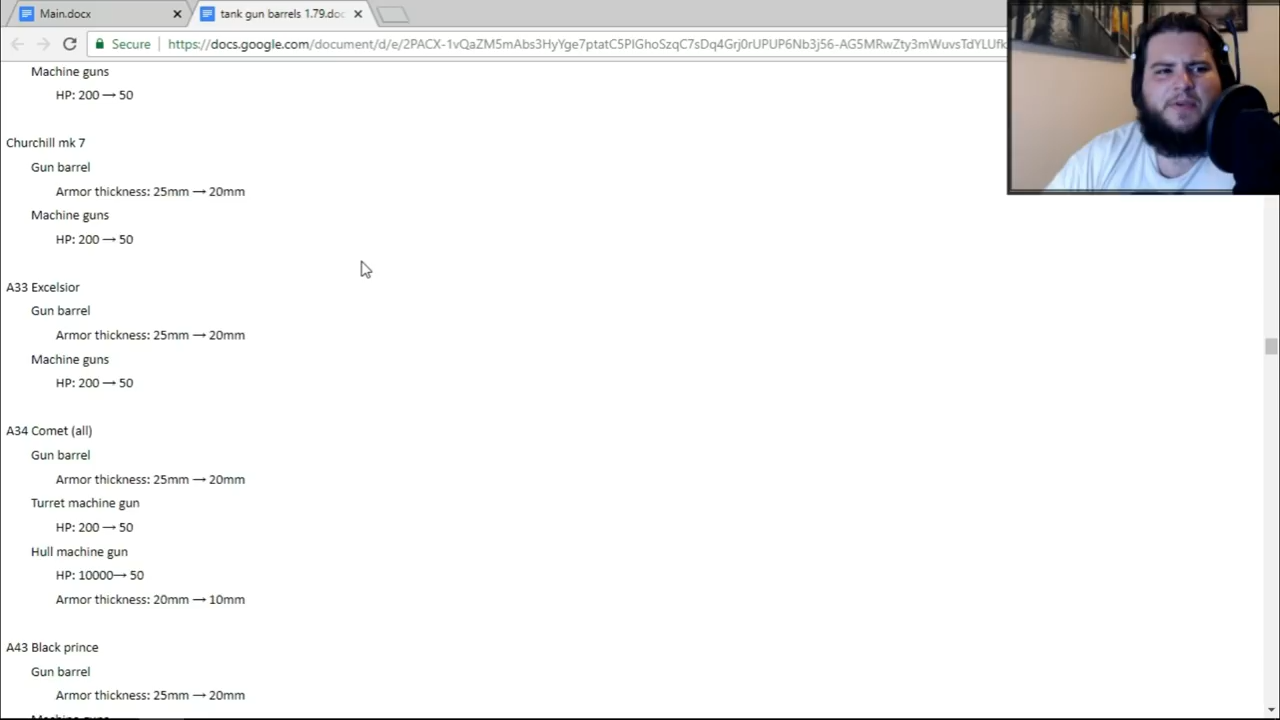 Main.docx
tank gun barrels 1.79.doc
Secure
https://docs.google.com/document/d/e/2PACX-1vQaZM5mAbs3HyYge7ptatC5PIGhoSzqC7sDq4Grj0rUPUP6Nb3j56-AG5MRwZty3mWuvsTdYLUfk
Machine guns
HP: 200 → 50
Churchill mk 7
Gun barrel
Armor thickness: 25mm → 20mm
Machine guns
HP: 200 → 50
A33 Excelsior
Gun barrel
Armor thickness: 25mm → 20mm
Machine guns
HP: 200 → 50
A34 Comet (all)
Gun barrel
Armor thickness: 25mm → 20mm
Turret machine gun
HP: 200 → 50
Hull machine gun
HP: 10000→ 50
Armor thickness: 20mm → 10mm
A43 Black prince
Gun barrel
Armor thickness: 25mm → 20mm
Machine guns